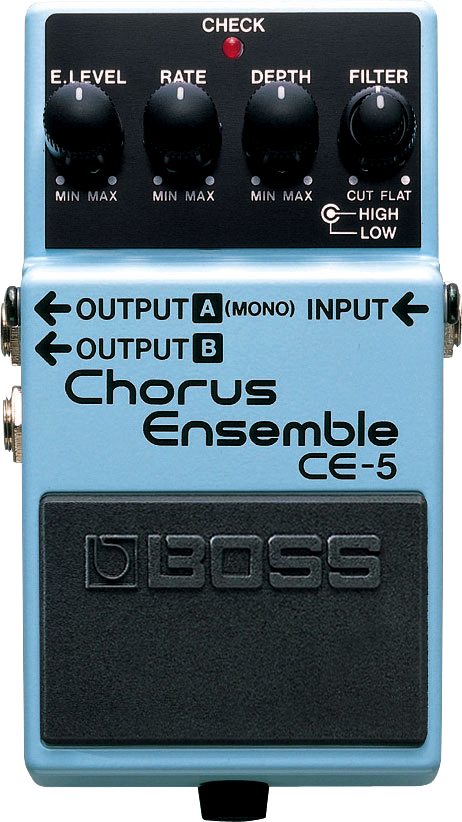 CHECK
E.LEVEL RATE DEPTH FILTER
MIN MAX MIN MAX MIN MAX CUT FLAT
HIGH
LOW
OUTPUT A (MONO) INPUT
OUTPUT B
Chorus
Ensemble
CE-5
BOSS